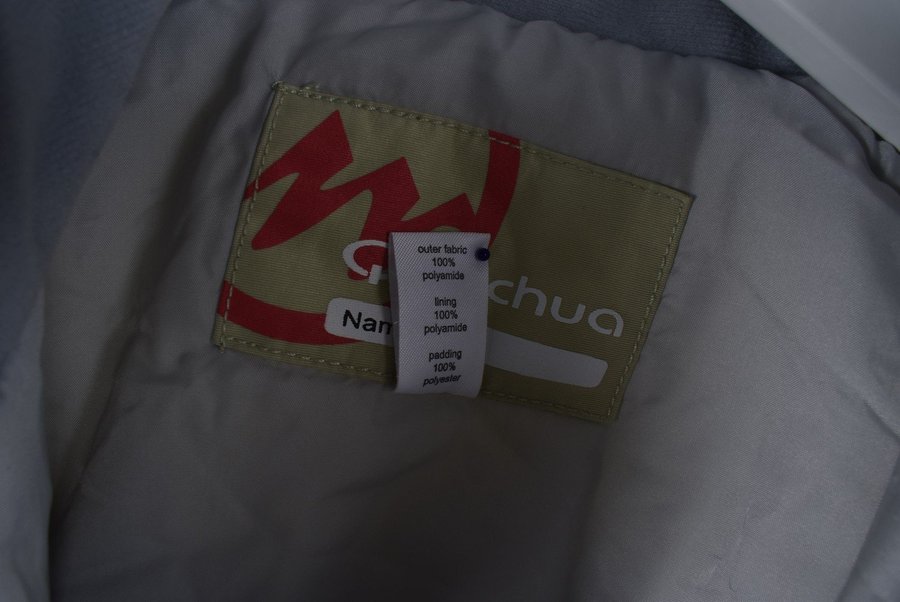 outer fabric
100%
polyamide
lining
100%
polyamide
padding
100%
polyester
chua
Nam